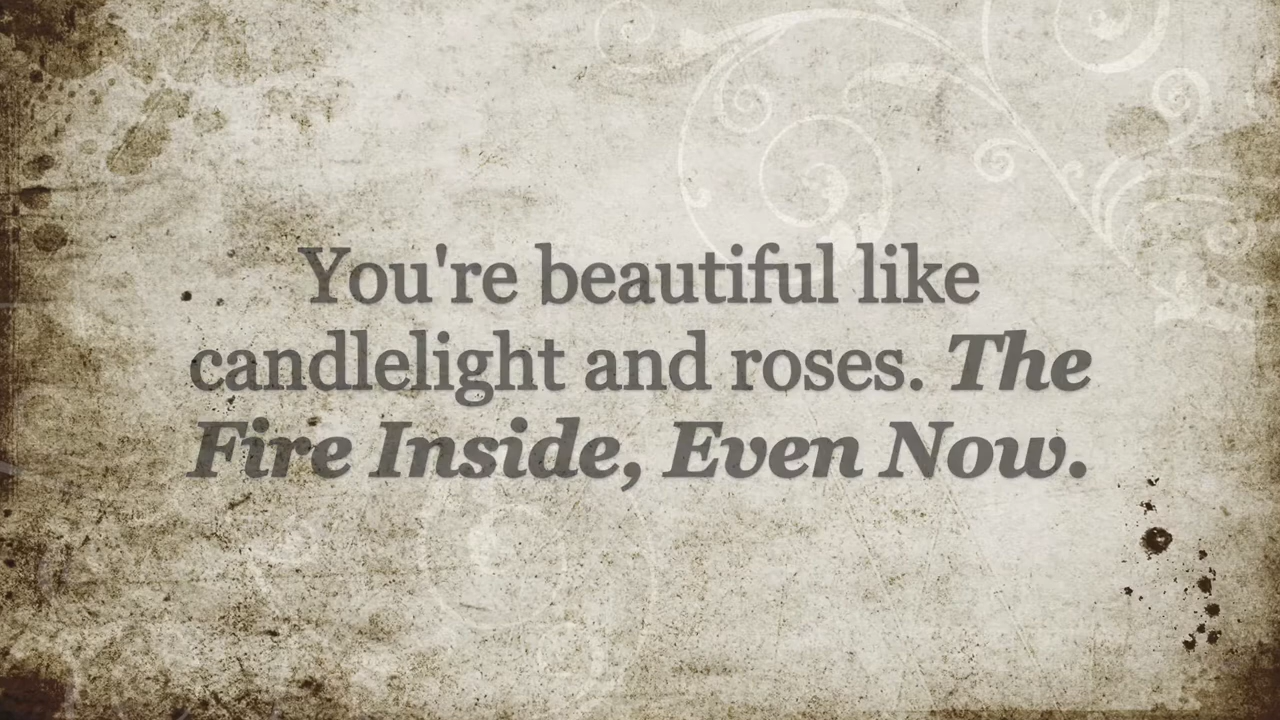 You're beautiful like
candlelight and roses. The
Fire Inside, Even Now.